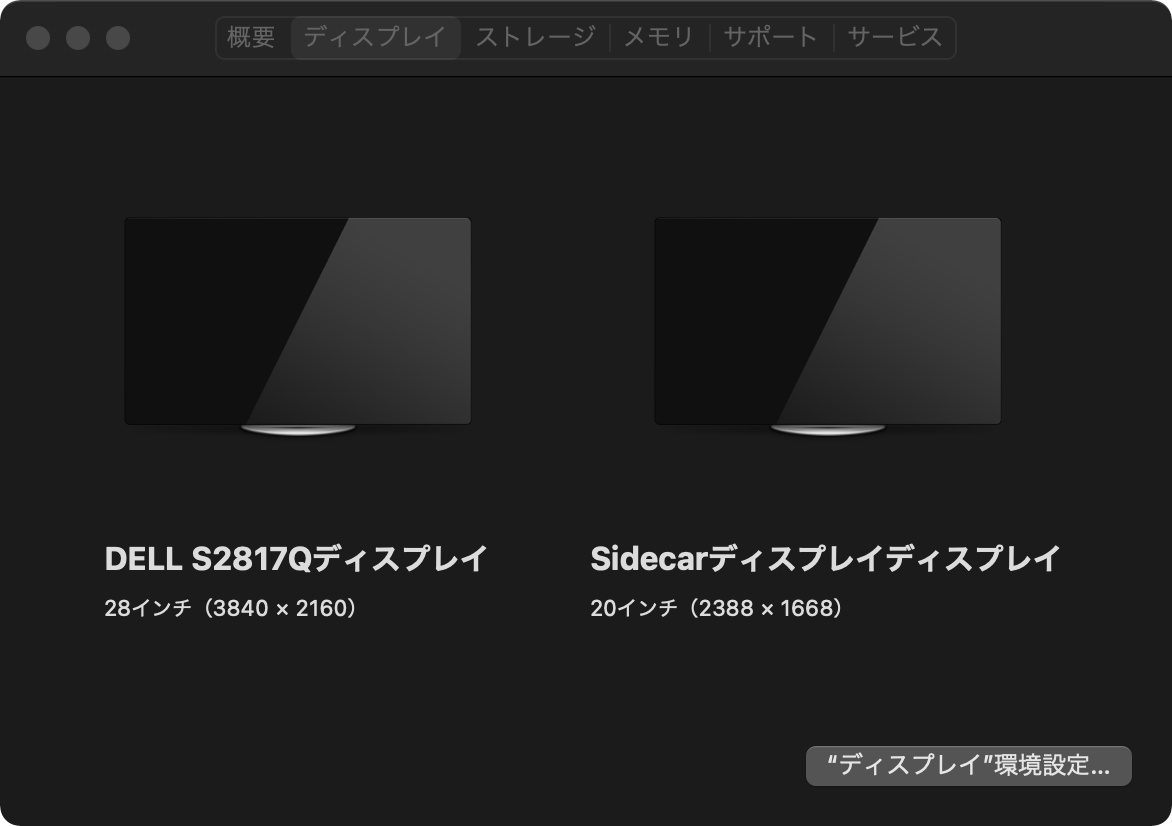 概要 ディスプレイ ストレージ メモリ サポート サービス
DELL S2817Qディスプレイ
28インチ（3840 × 2160）
Sidecarディスプレイディスプレイ
20インチ（2388 × 1668）
“ディスプレイ”環境設定...